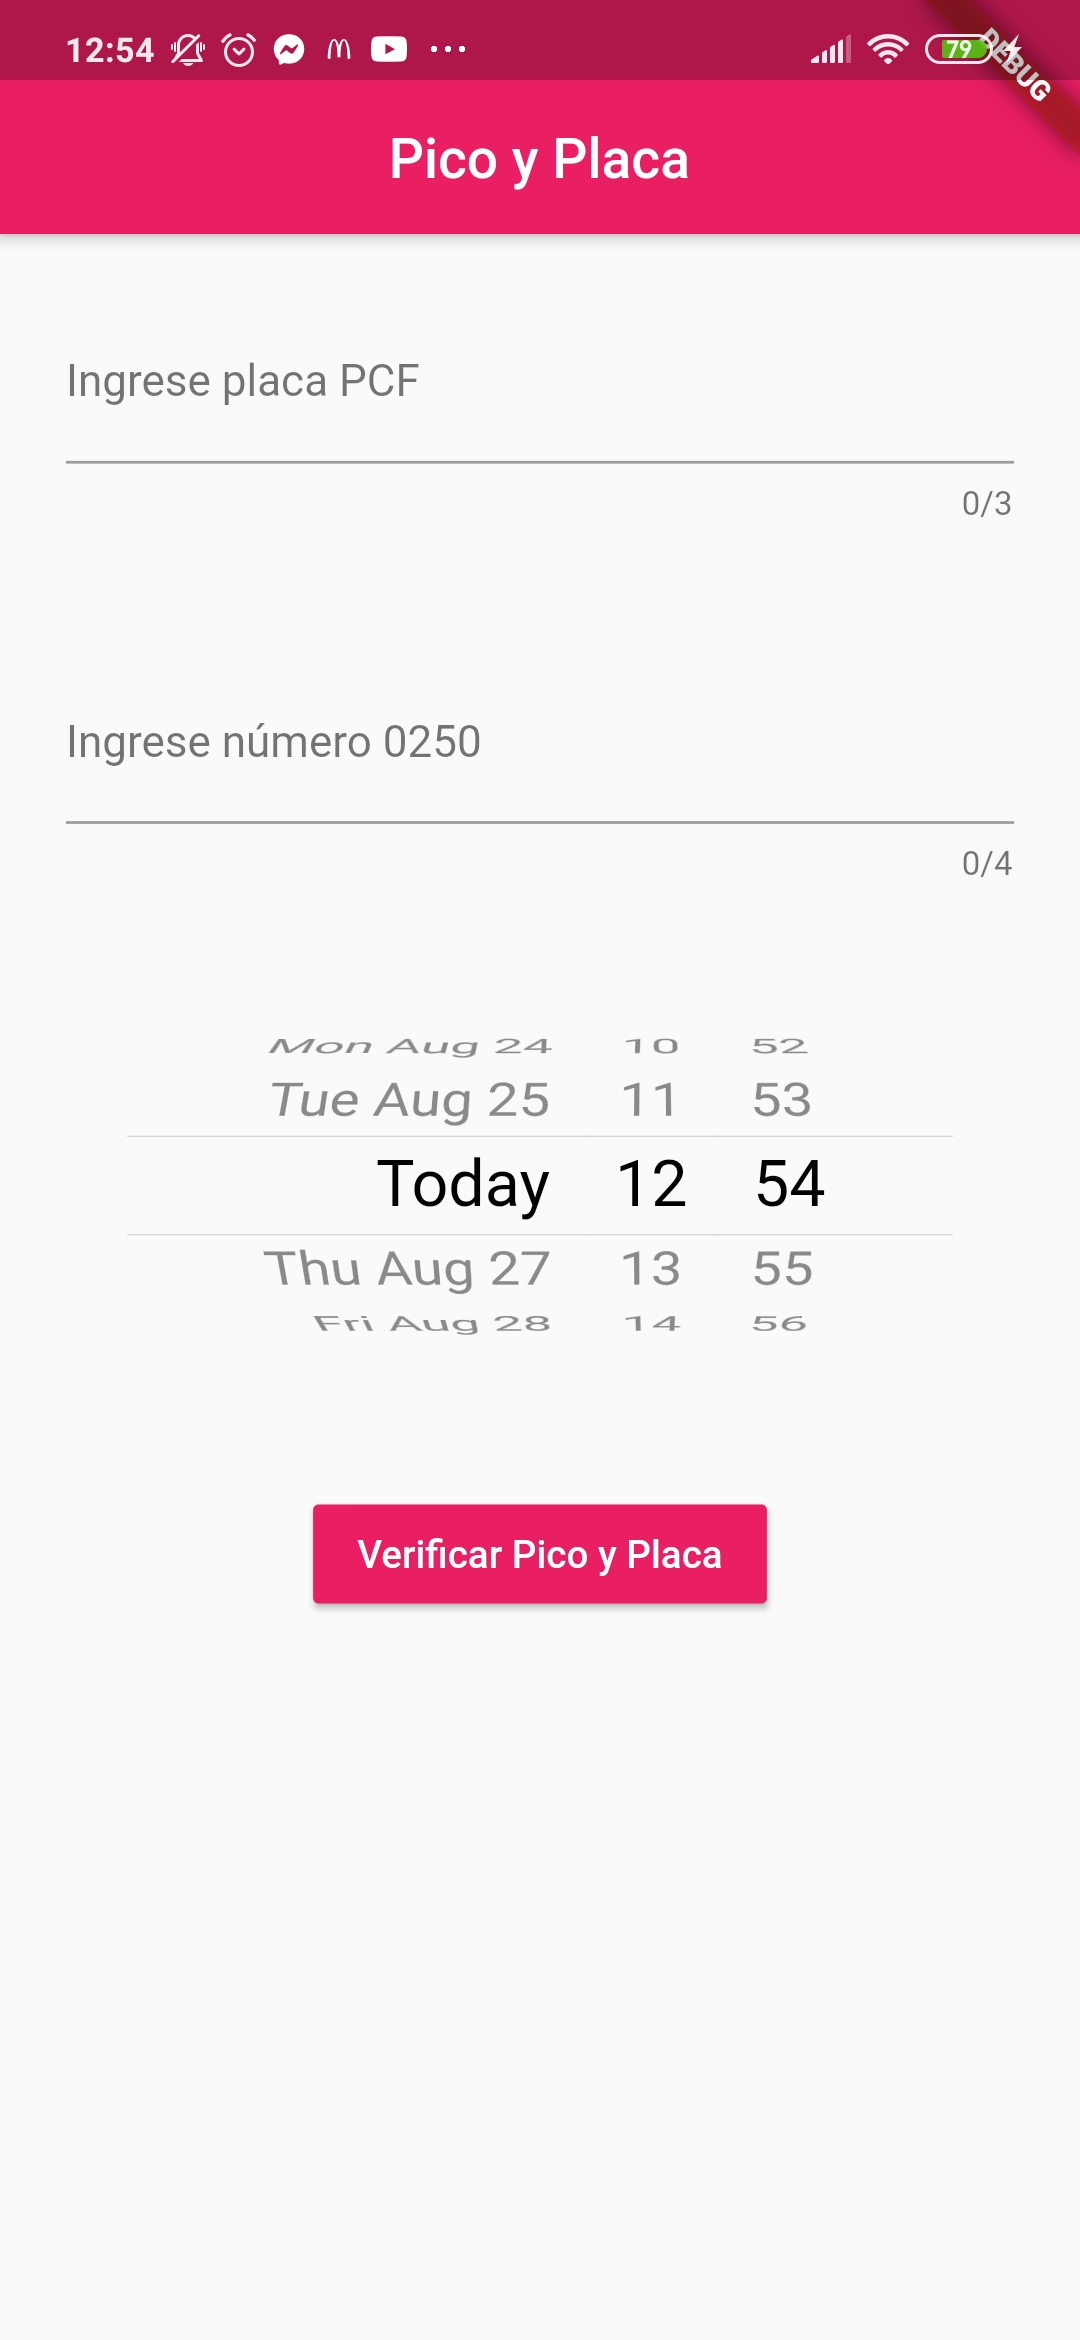 12:54
79
DEBUG
Pico y Placa
Ingrese placa PCF
0/3
Ingrese número 0250
0/4
Mon Aug 24 10 52
Tue Aug 25 11 53
Today 12 54
Thu Aug 27 13 55
Fri Aug 28 14 56
Verificar Pico y Placa